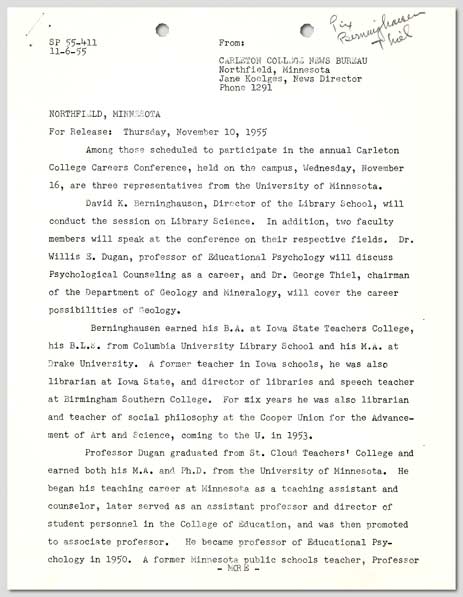 Pix
Berninghausen
+ Thiel
SP 55-411
11-6-55
From:
CARLETON COLLEGE NEWS BUREAU
Northfield, Minnesota
Jane Koelges, News Director
Phone 1291
NORTHFIELD, MINNESOTA
For Release: Thursday, November 10, 1955
Among those scheduled to participate in the annual Carleton
College Careers Conference, held on the campus, Wednesday, November
16, are three representatives from the University of Minnesota.
David K. Berninghausen, Director of the Library School, will
conduct the session on Library Science. In addition, two faculty
members will speak at the conference on their respective fields. Dr.
Willis E. Dugan, professor of Educational Psychology will discuss
Psychological Counseling as a career, and Dr. George Thiel, chairman
of the Department of Geology and Mineralogy, will cover the career
possibilities of Geology.
Berninghausen earned his B.A. at Iowa State Teachers College,
his B.L.S. from Columbia University Library School and his M.A. at
Drake University. A former teacher in Iowa schools, he was also
librarian at Iowa State, and director of libraries and speech teacher
at Birmingham Southern College. For six years he was also librarian
and teacher of social philosophy at the Cooper Union for the Advance-
ment of Art and Science, coming to the U. in 1953.
Professor Dugan graduated from St. Cloud Teachers' College and
earned both his M.A. and Ph.D. from the University of Minnesota. He
began his teaching career at Minnesota as a teaching assistant and
counselor, later served as an assistant professor and director of
student personnel in the College of Education, and was then promoted
to associate professor. He became professor of Educational Psy-
chology in 1950. A former Minnesota public schools teacher, Professor
- MORE -